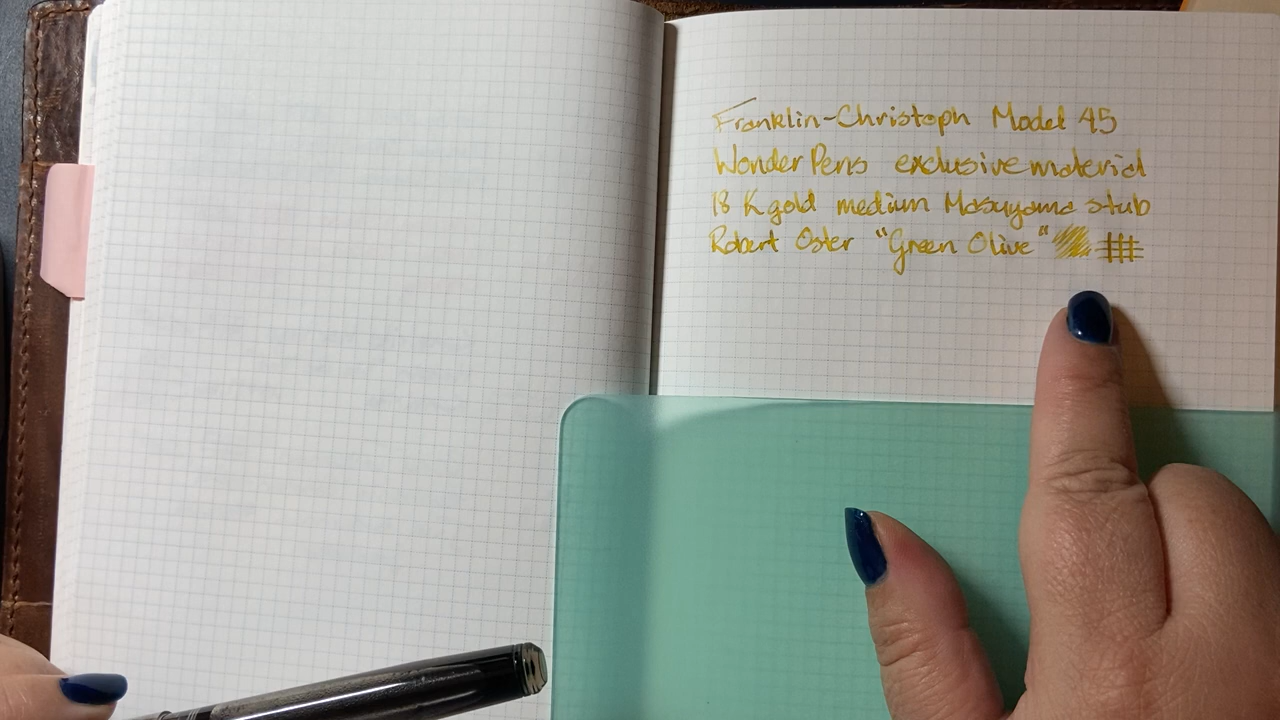 Franklin-Christoph Model 45
Wonder Pens exclusive material
18 K gold medium Masuyama stub
Robert Oster "Green Olive"